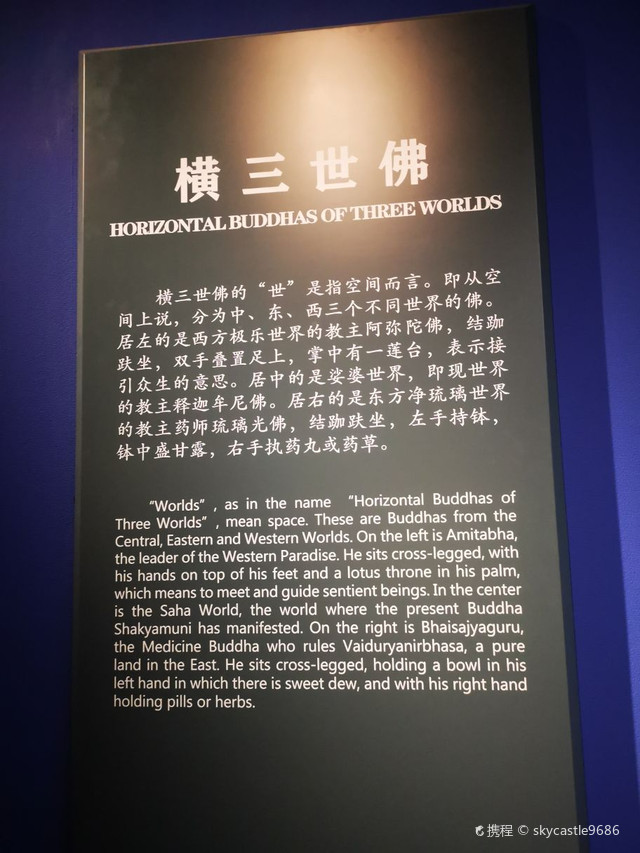 横三世佛
HORIZONTAL BUDDHAS OF THREE WORLDS
横三世佛的“世”是指空间而言。即从空
间上说，分为中、东、西三个不同世界的佛。
居左的是西方极乐世界的教主阿弥陀佛，结跏
趺坐，双手叠置足上，掌中有一莲台，表示接
引众生的意思。居中的是娑婆世界，即现世界
的教主释迦牟尼佛。居右的是东方净琉璃世界
的教主药师琉璃光佛，结跏趺坐，左手持钵，
钵中盛甘露，右手执药丸或药草。
“Worlds”, as in the name “Horizontal Buddhas of
Three Worlds”, mean space. These are Buddhas from the
Central, Eastern and Western Worlds. On the left is Amitabha,
the leader of the Western Paradise. He sits cross-legged, with
his hands on top of his feet and a lotus throne in his palm,
which means to meet and guide sentient beings. In the center
is the Saha World, the world where the present Buddha
Shakyamuni has manifested. On the right is Bhaisajyaguru,
the Medicine Buddha who rules Vaiduryanirbhasa, a pure
land in the East. He sits cross-legged, holding a bowl in his
left hand in which there is sweet dew, and with his right hand
holding pills or herbs.
携程 © skycastle9686